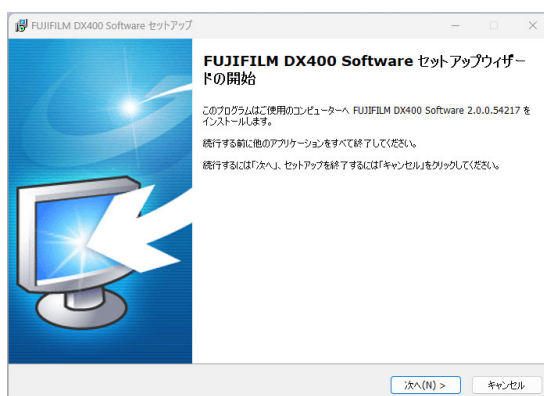 FUJIFILM DX400 Software セットアップ
FUJIFILM DX400 Software セットアップウィザー
ドの開始
このプログラムはご使用のコンピューターへ FUJIFILM DX400 Software 2.0.0.54217 を
インストールします。
続行する前に他のアプリケーションをすべて終了してください。
続行するには「次へ」、セットアップを終了するには「キャンセル」をクリックしてください。
次へ(N) >
キャンセル